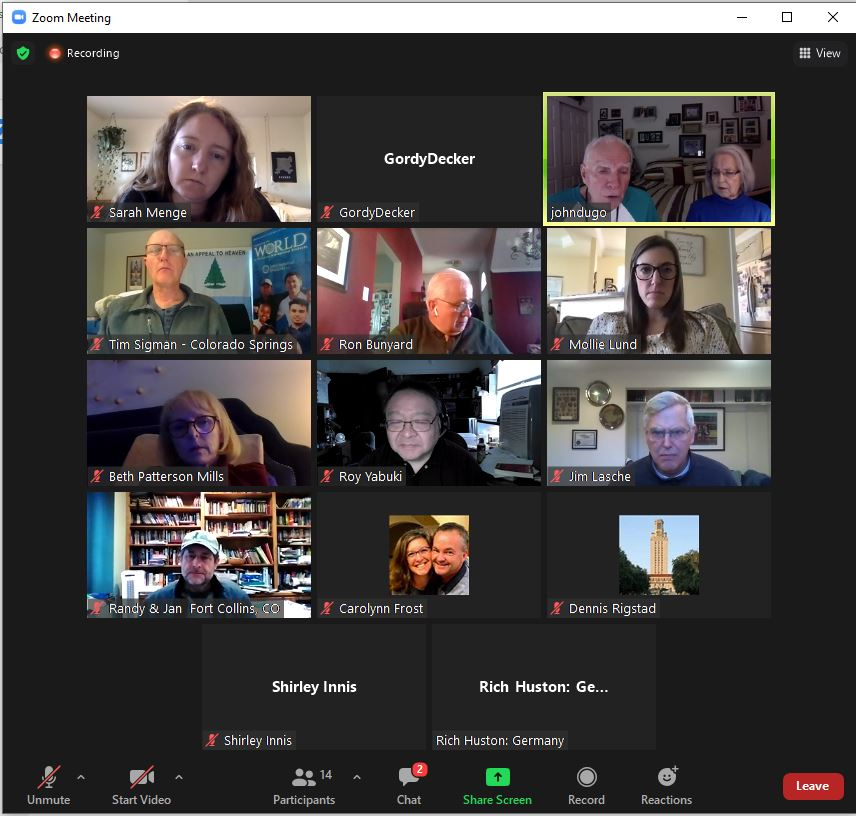 Zoom Meeting
Recording
View
Sarah Menge
GordyDecker
GordyDecker
johndugo
AN APPEAL TO HEAVEN
WORLD
Tim Sigman - Colorado Springs
Ron Bunyard
Mollie Lund
Beth Patterson Mills
Roy Yabuki
Jim Lasche
Randy & Jan Fort Collins, CO
Carolynn Frost
Dennis Rigstad
Shirley Innis
Shirley Innis
Rich Huston: Ge...
Rich Huston: Germany
14
2
Unmute
Start Video
Participants
Chat
Share Screen
Record
Reactions
Leave